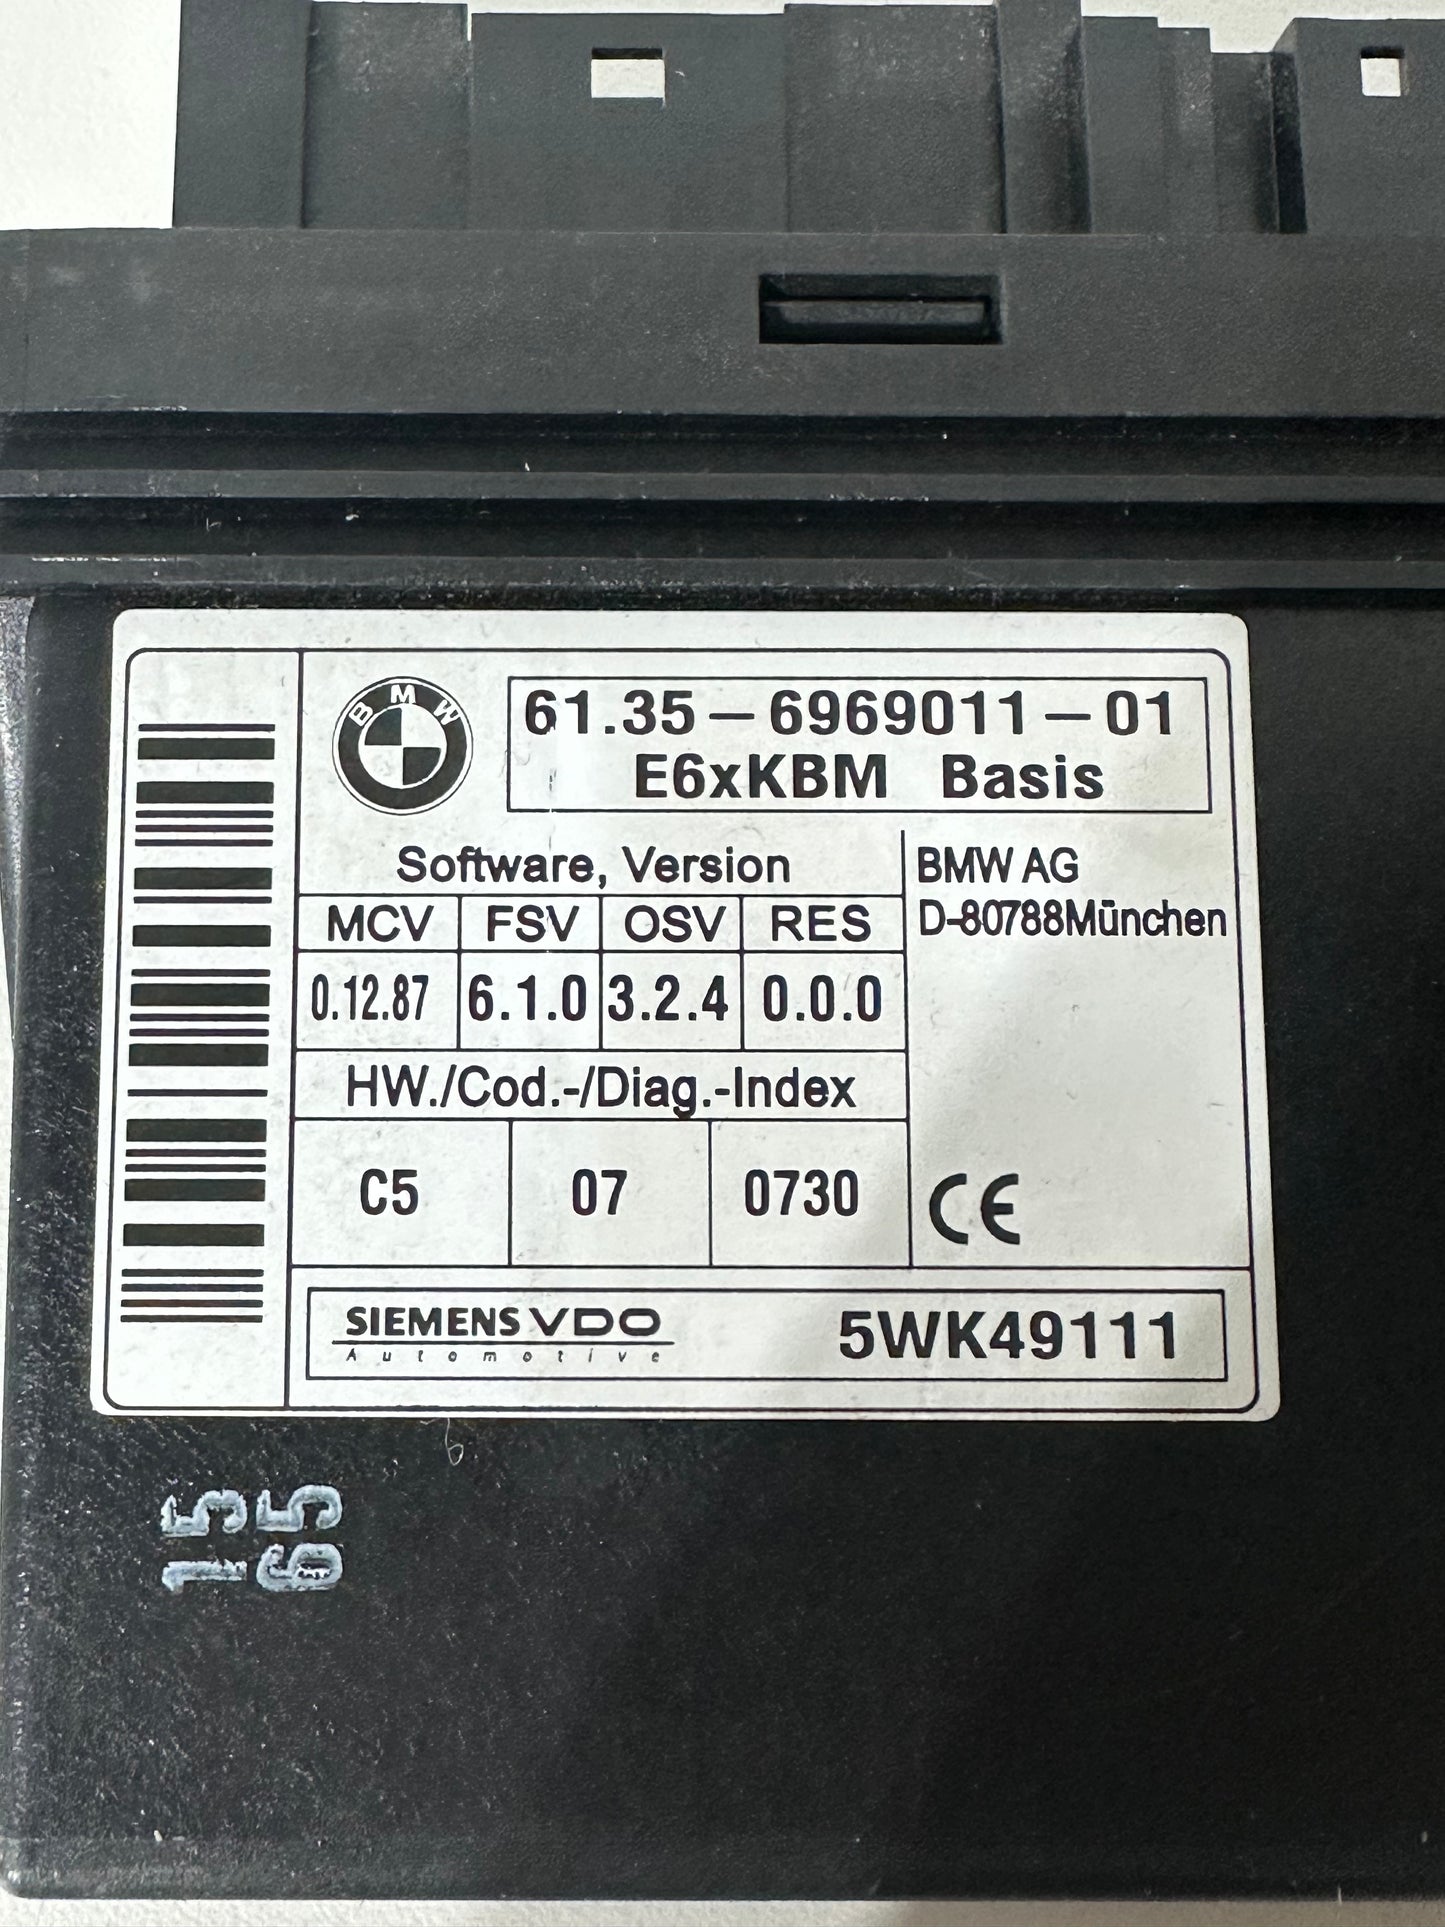 BMW
61.35-6969011-01
E6xKBM Basis
Software, Version
MCV FSV OSV RES
0.12.87 6.1.0 3.2.4 0.0.0
BMW AG
D-80788München
HW./Cod.-/Diag.-Index
C5 07 0730
CE
SIEMENS VDO
Automotive
5WK49111
15
65